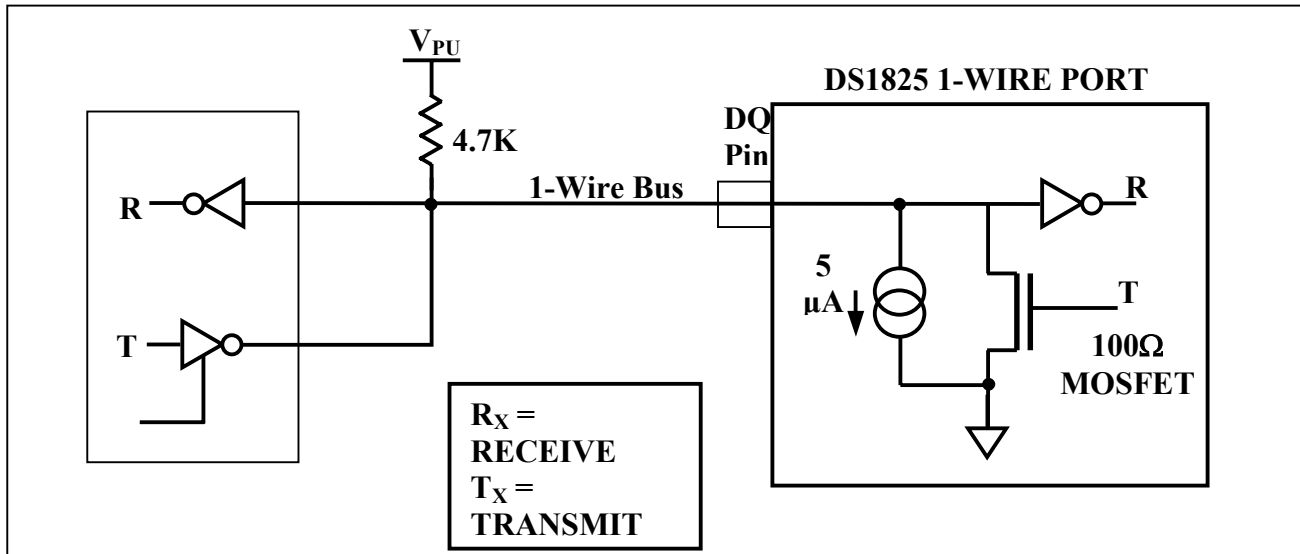 V_PU
4.7K
R
T
1-Wire Bus
R_X =
RECEIVE
T_X =
TRANSMIT
DS1825 1-WIRE PORT
DQ
Pin
R
5
µA
T
100Ω
MOSFET